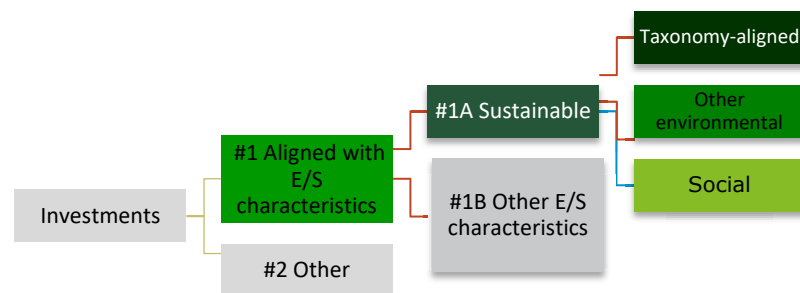 Taxonomy-aligned
#1A Sustainable
Other
environmental
#1 Aligned with
E/S
characteristics
Social
#1B Other E/S
characteristics
Investments
#2 Other